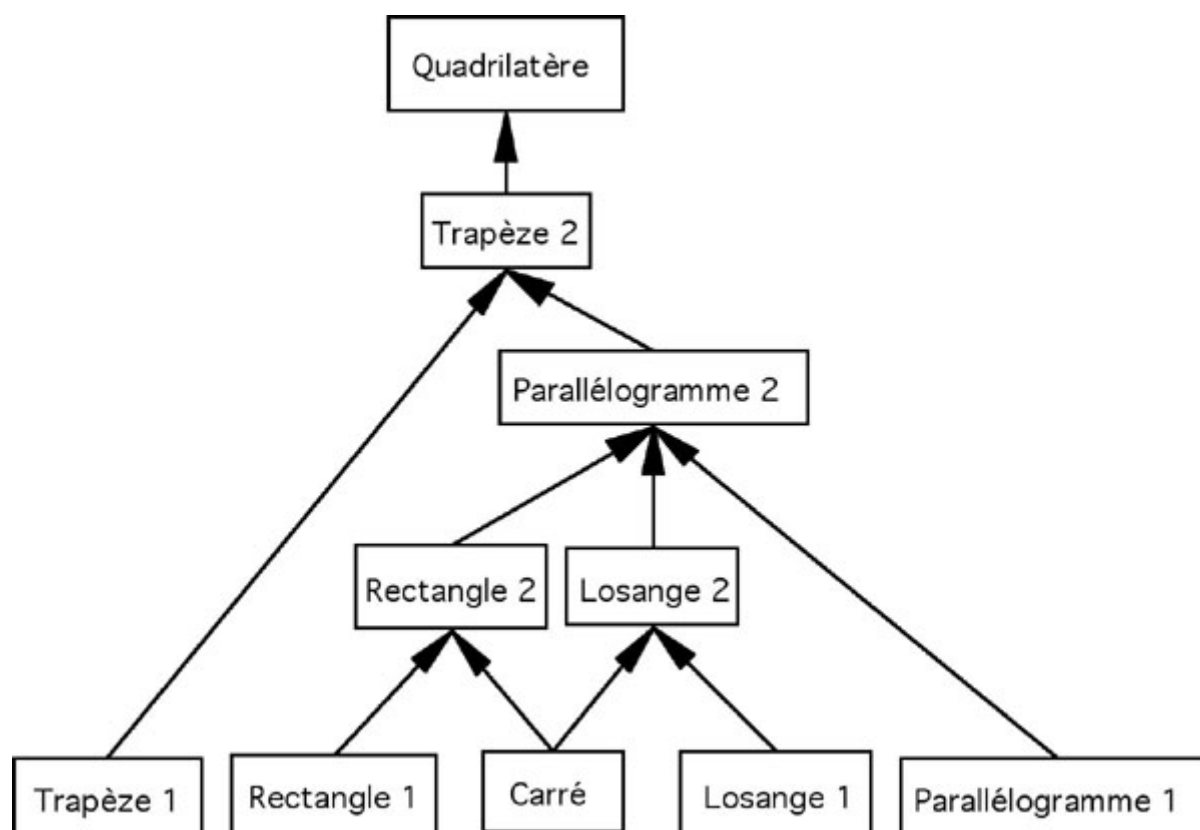 Quadrilatère
Trapèze 2
Parallélogramme 2
Rectangle 2
Losange 2
Trapèze 1
Rectangle 1
Carré
Losange 1
Parallélogramme 1